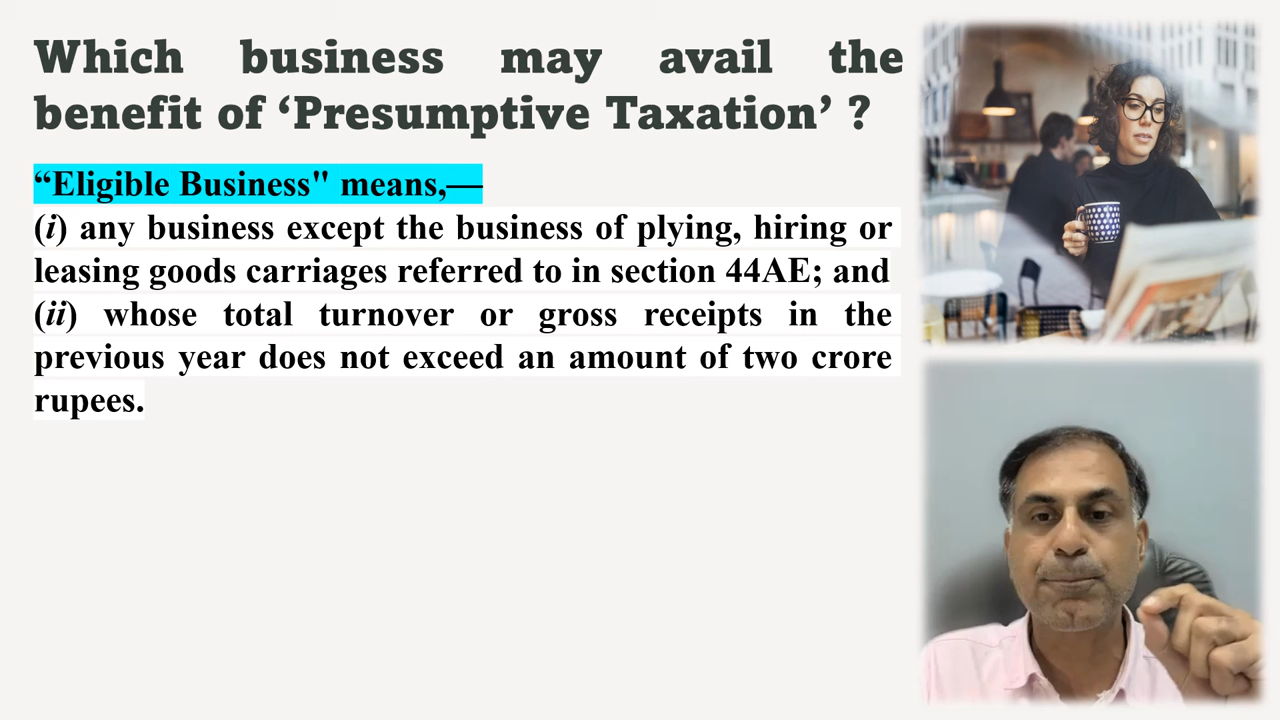 Which business may avail the
benefit of ‘Presumptive Taxation’ ?
“Eligible Business" means,—
(i) any business except the business of plying, hiring or
leasing goods carriages referred to in section 44AE; and
(ii) whose total turnover or gross receipts in the
previous year does not exceed an amount of two crore
rupees.